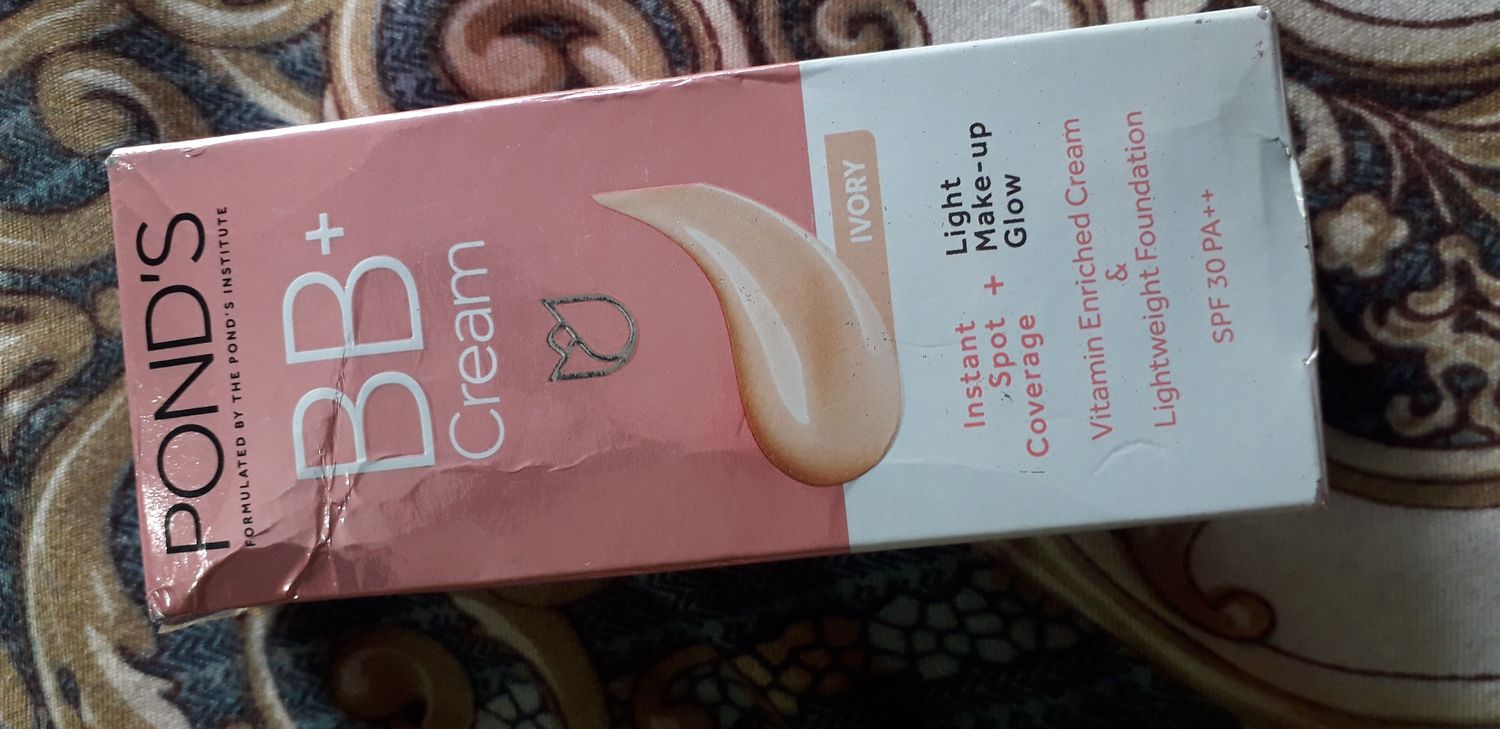 POND'S
FORMULATED BY THE POND'S INSTITUTE
BB+
Cream
IVORY
Instant
Spot
Coverage
+
Light
Make-up
Glow
Vitamin Enriched Cream
&
Lightweight Foundation
SPF 30 PA++